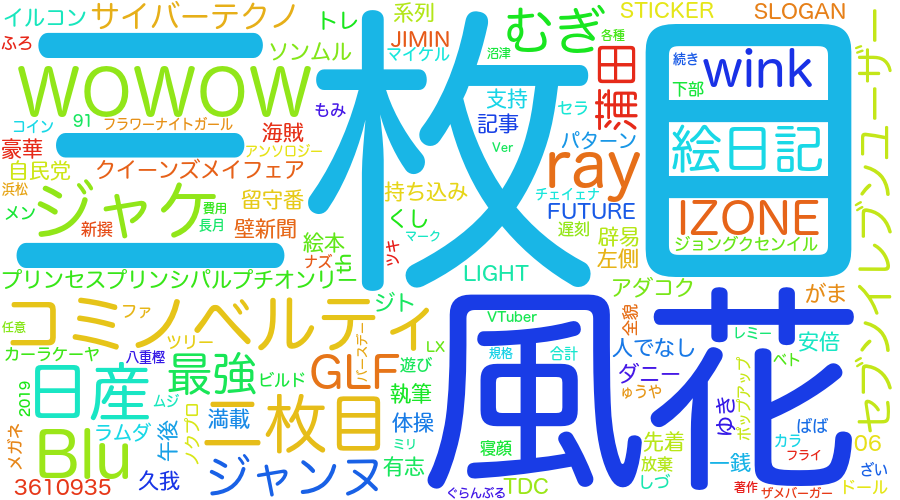 イルコン
サイバーテクノ
トレ
系列
STICKER
SLOGAN
ふろ
ソンムル
JIMIN
マイケル
むぎ
沼津
各種
セブンイレブンユーザー
三枚目
WOWOW
蒲田
続き
wink
下部
支持
セラ
もみ
記事
パターン
絵日記
コイン
91
フラワーナイトガール
海賊
Ver
豪華
アンソロジー
自民党
クイーンズメイフェア
ray
浜松
ジャケ
費用
留守番
持ち込み
チェイェナ
メン
長月
FUTURE
IZONE
新撰
壁新聞
くし
遅刻
辟易
ジョングクセンイル
絵本
マーク
ツキ
左側
ナズ
th
LIGHT
プリンセスプリンシパルプチオンリー
アダコク
がま
コミノベルティ
ファ
ジト
風花
VTuber
全貌
任意
ツリー
バースデー
LX
人でなし
レミー
安倍
カーラケーヤ
八重樫
最強
GLF
遊び
規格
合計
ベト
日産
ビルド
執筆
ダニー
ポップアップ
2019
ムジ
二枚目
ゅうや
満載
体操
ゆき
ばば
メガネ
ラムダ
午後
ノクプロ
ミリ
先着
カラ
06
Blu
寝顔
放棄
一銭
フライ
久我
ジャンヌ
有志
ざい
3610935
ぐらんぶる
TDC
しづ
著作
ザメバーガー
ドール